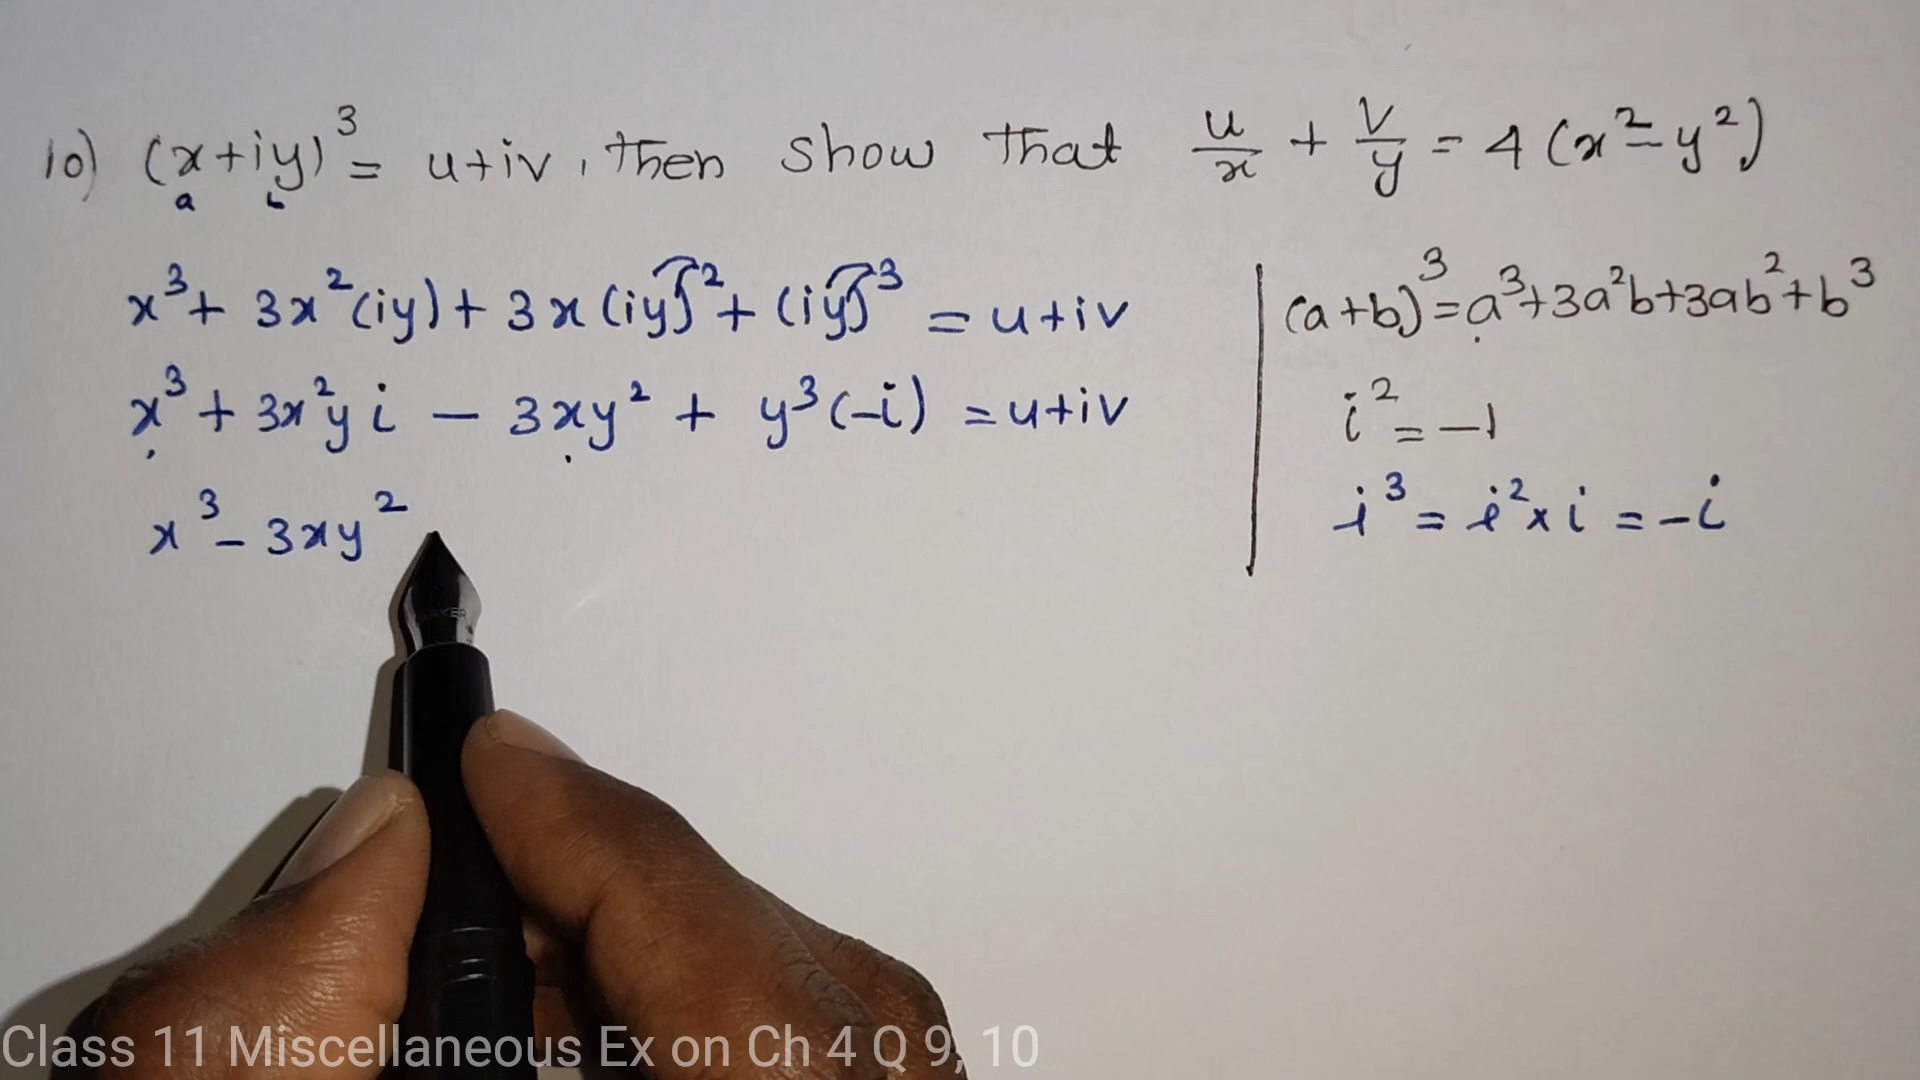 10) (x+iy)³ = u+iv, then show that u/x + v/y = 4(x²-y²)
a b
x³+ 3x²(iy)+ 3x(iy)²+ (iy)³ = u+iv
x³ + 3x²yi - 3xy² + y³(-i) = u+iv
x³ - 3xy²
(a+b)³= a³+3a²b+3ab²+b³
i² = -1
i³ = i²×i = -i
PARKER
Class 11 Miscellaneous Ex on Ch 4 Q 9, 10